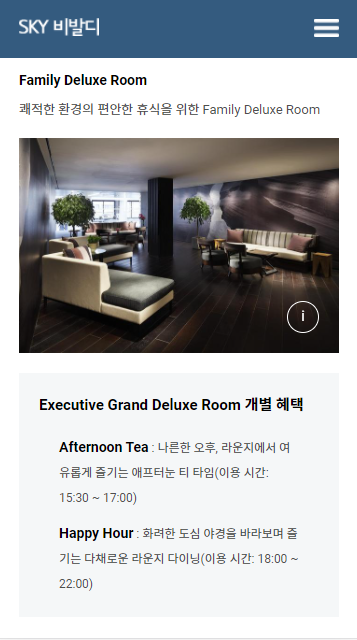 SKY 비발디
Family Deluxe Room
쾌적한 환경의 편안한 휴식을 위한 Family Deluxe Room
i
Executive Grand Deluxe Room 개별 혜택
Afternoon Tea : 나른한 오후, 라운지에서 여
유롭게 즐기는 애프터눈 티 타임(이용 시간:
15:30 ~ 17:00)
Happy Hour : 화려한 도심 야경을 바라보며 즐
기는 다채로운 라운지 다이닝(이용 시간: 18:00 ~
22:00)